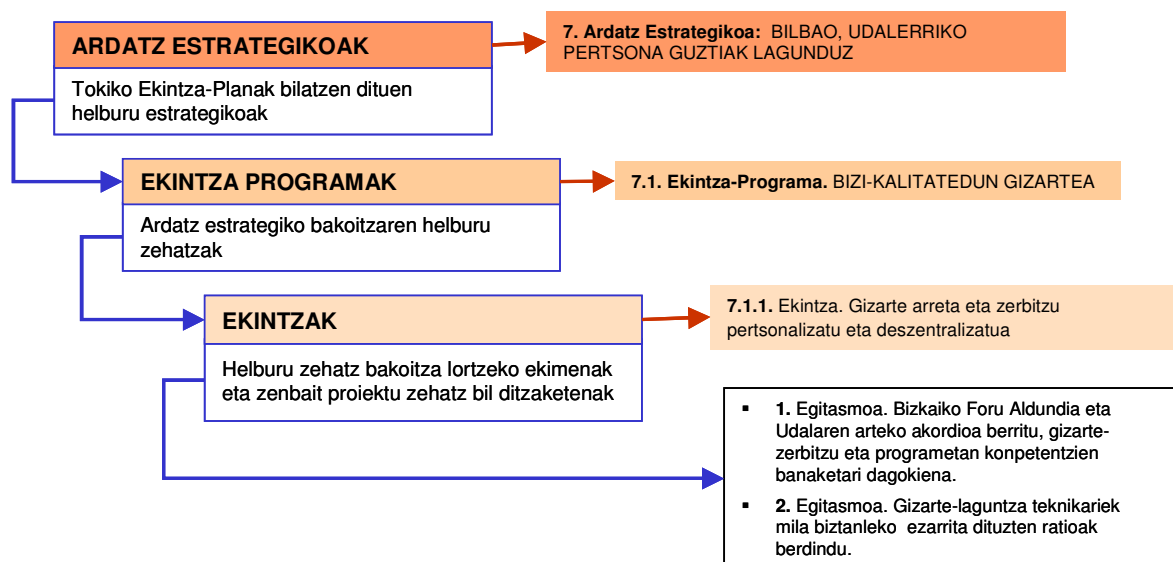 ARDATZ ESTRATEGIKOAK
7. Ardatz Estrategikoa: BILBAO, UDALERRIKO
PERTSONA GUZTIAK LAGUNDUZ
Tokiko Ekintza-Planak bilatzen dituen
helburu estrategikoak
EKINTZA PROGRAMAK
7.1. Ekintza-Programa. BIZI-KALITATEDUN GIZARTEA
Ardatz estrategiko bakoitzaren helburu
zehatzak
EKINTZAK
7.1.1. Ekintza. Gizarte arreta eta zerbitzu
pertsonalizatu eta deszentralizatua
Helburu zehatz bakoitza lortzeko ekimenak
eta zenbait proiektu zehatz bil ditzaketenak
▪ 1. Egitasmoa. Bizkaiko Foru Aldundia eta
Udalaren arteko akordioa berritu, gizarte-
zerbitzu eta programetan konpetentzien
banaketari dagokiena.
▪ 2. Egitasmoa. Gizarte-laguntza teknikariek
mila biztanleko ezarrita dituzten ratioak
berdindu.